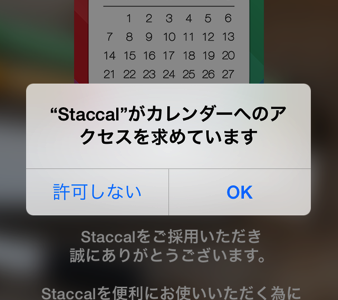 1 2 3 4 5 6
7 8 9 10 11 12 13
14 15 16 17 18 19 20
21 22 23 24 25 26 27
“Staccal”がカレンダーへのア
クセスを求めています
許可しない OK
Staccalをご採用いただき
誠にありがとうございます。
Staccalを便利にお使いいただく為に